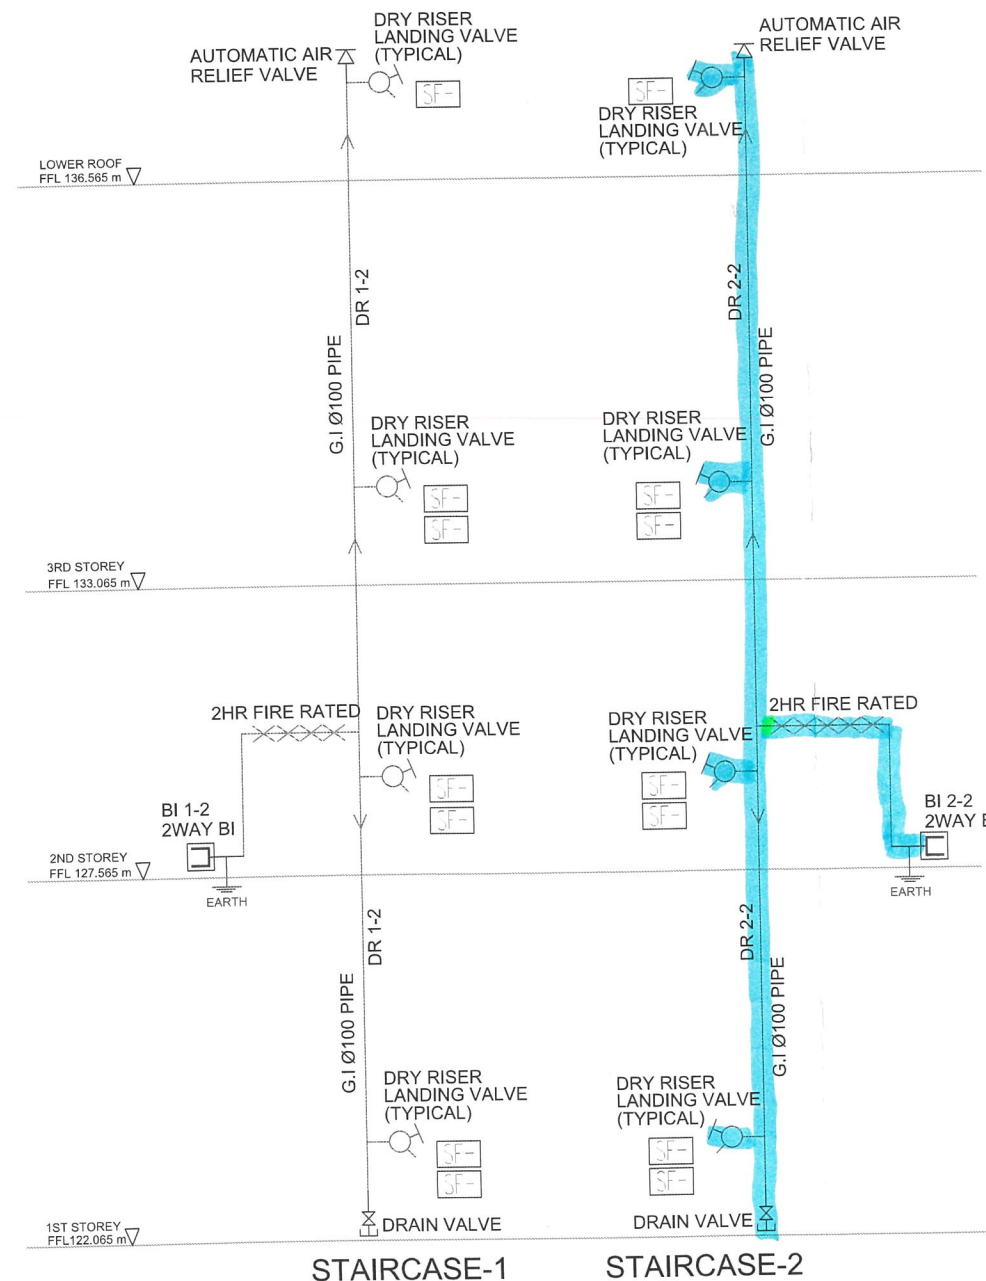 DRY RISER
LANDING VALVE
(TYPICAL)
AUTOMATIC AIR
RELIEF VALVE
SF-
AUTOMATIC AIR
RELIEF VALVE
SF-
DRY RISER
LANDING VALVE
(TYPICAL)
LOWER ROOF
FFL 136.565 m
DR 1-2
G.I Ø100 PIPE
DR 2-2
G.I Ø100 PIPE
DRY RISER
LANDING VALVE
(TYPICAL)
SF-
SF-
DRY RISER
LANDING VALVE
(TYPICAL)
SF-
SF-
3RD STOREY
FFL 133.065 m
2HR FIRE RATED
DRY RISER
LANDING VALVE
(TYPICAL)
SF-
SF-
DRY RISER
LANDING VALVE
(TYPICAL)
SF-
SF-
2HR FIRE RATED
BI 1-2
2WAY BI
EARTH
BI 2-2
2WAY B
EARTH
2ND STOREY
FFL 127.565 m
DR 1-2
G.I Ø100 PIPE
DR 2-2
G.I Ø100 PIPE
DRY RISER
LANDING VALVE
(TYPICAL)
SF-
SF-
DRY RISER
LANDING VALVE
(TYPICAL)
SF-
SF-
DRAIN VALVE
DRAIN VALVE
1ST STOREY
FFL122.065 m
STAIRCASE-1
STAIRCASE-2